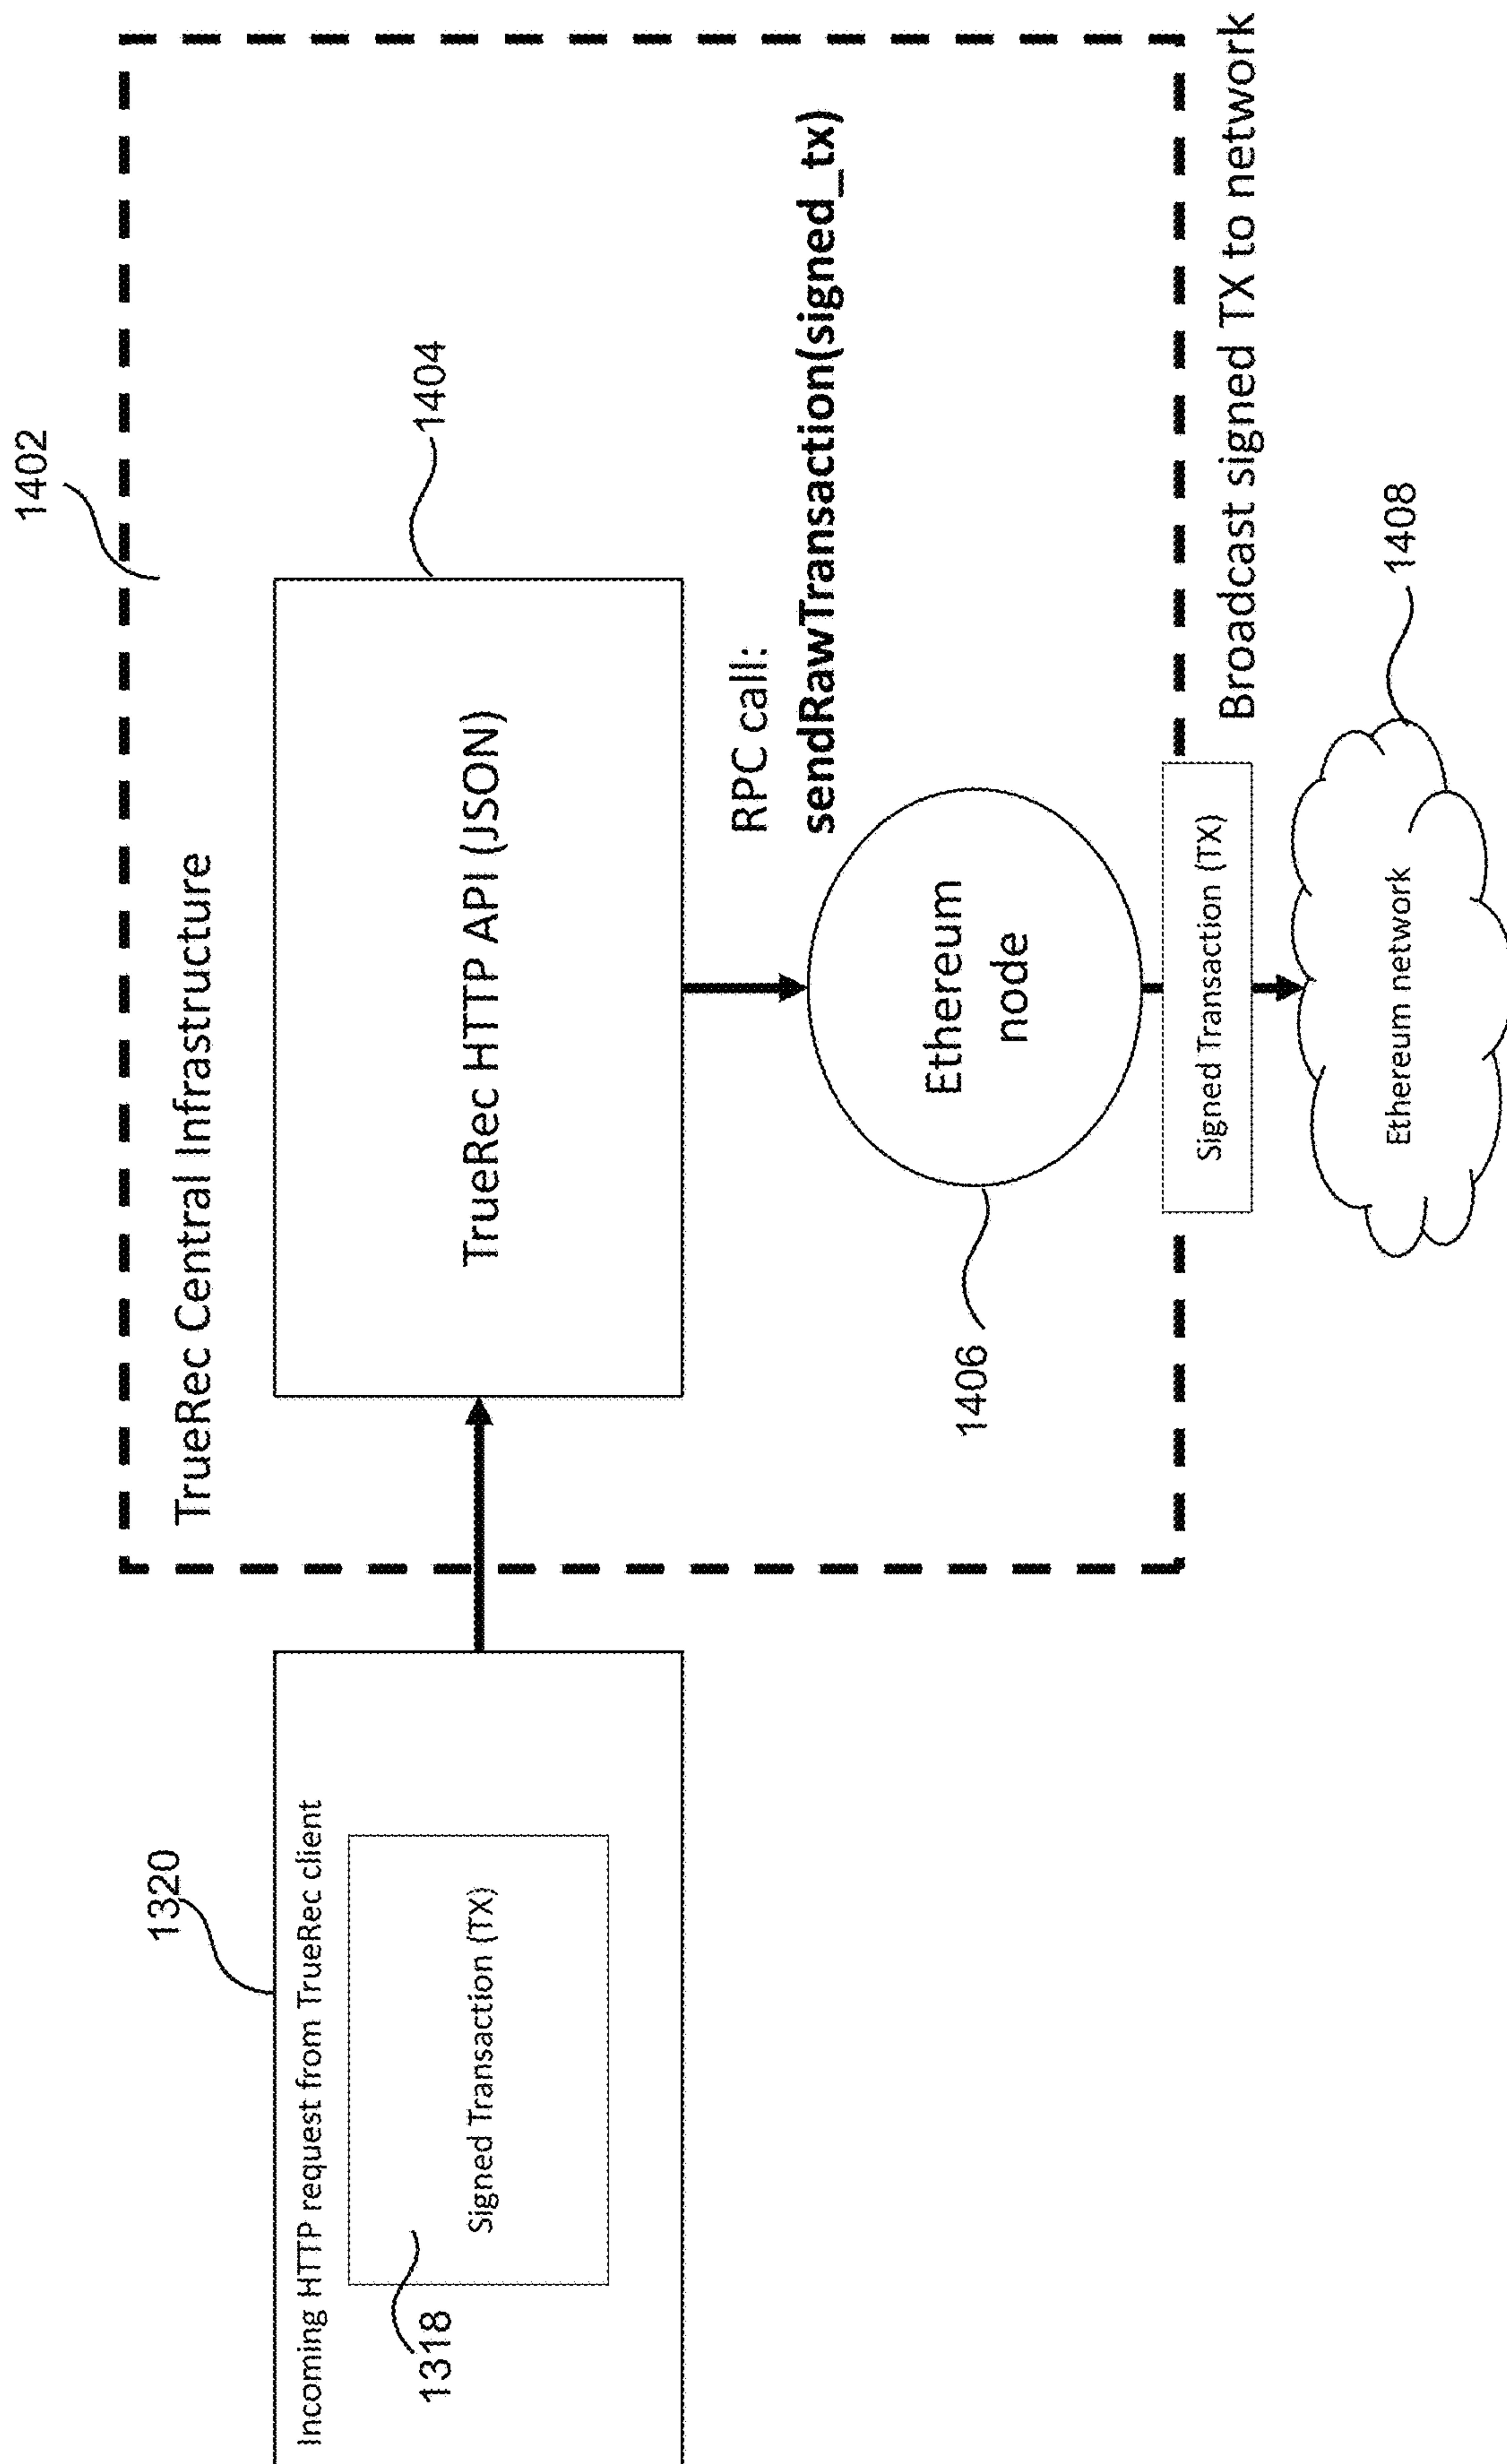 1402
TrueRec Central Infrastructure
1320
Incoming HTTP request from TrueRec client
Signed Transaction (TX)
1318
TrueRec HTTP API (JSON)
1404
RPC call:
sendRawTransaction(signed_tx)
Ethereum
node
1406
Signed Transaction (TX)
Broadcast signed TX to network
Ethereum network
1408